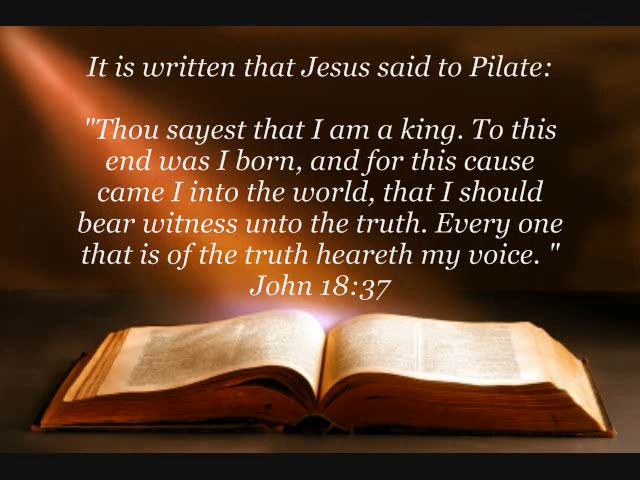 It is written that Jesus said to Pilate:
"Thou sayest that I am a king. To this
end was I born, and for this cause
came I into the world, that I should
bear witness unto the truth. Every one
that is of the truth heareth my voice. "
John 18:37